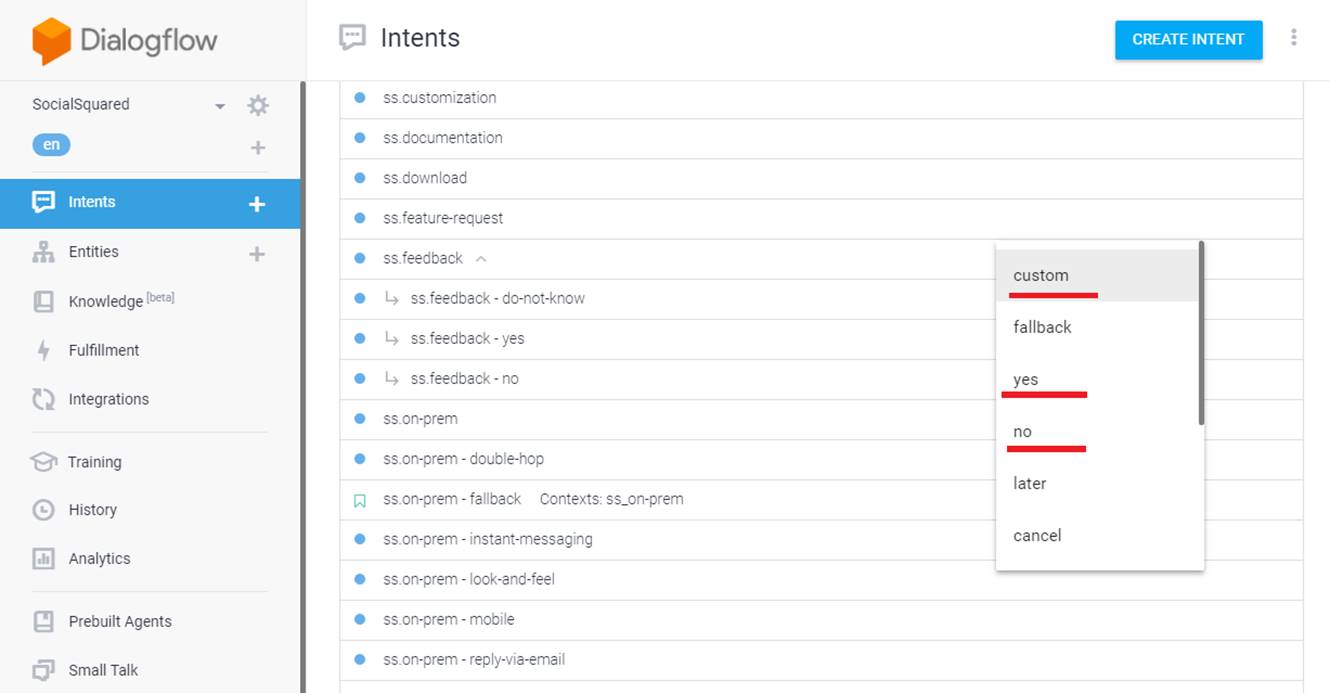 Dialogflow
SocialSquared
en
Intents
Entities
Knowledge [beta]
Fulfillment
Integrations
Training
History
Analytics
Prebuilt Agents
Small Talk
Intents
CREATE INTENT
ss.customization
ss.documentation
ss.download
ss.feature-request
ss.feedback
ss.feedback - do-not-know
ss.feedback - yes
ss.feedback - no
ss.on-prem
ss.on-prem - double-hop
ss.on-prem - fallback Contexts: ss_on-prem
ss.on-prem - instant-messaging
ss.on-prem - look-and-feel
ss.on-prem - mobile
ss.on-prem - reply-via-email
custom
fallback
yes
no
later
cancel